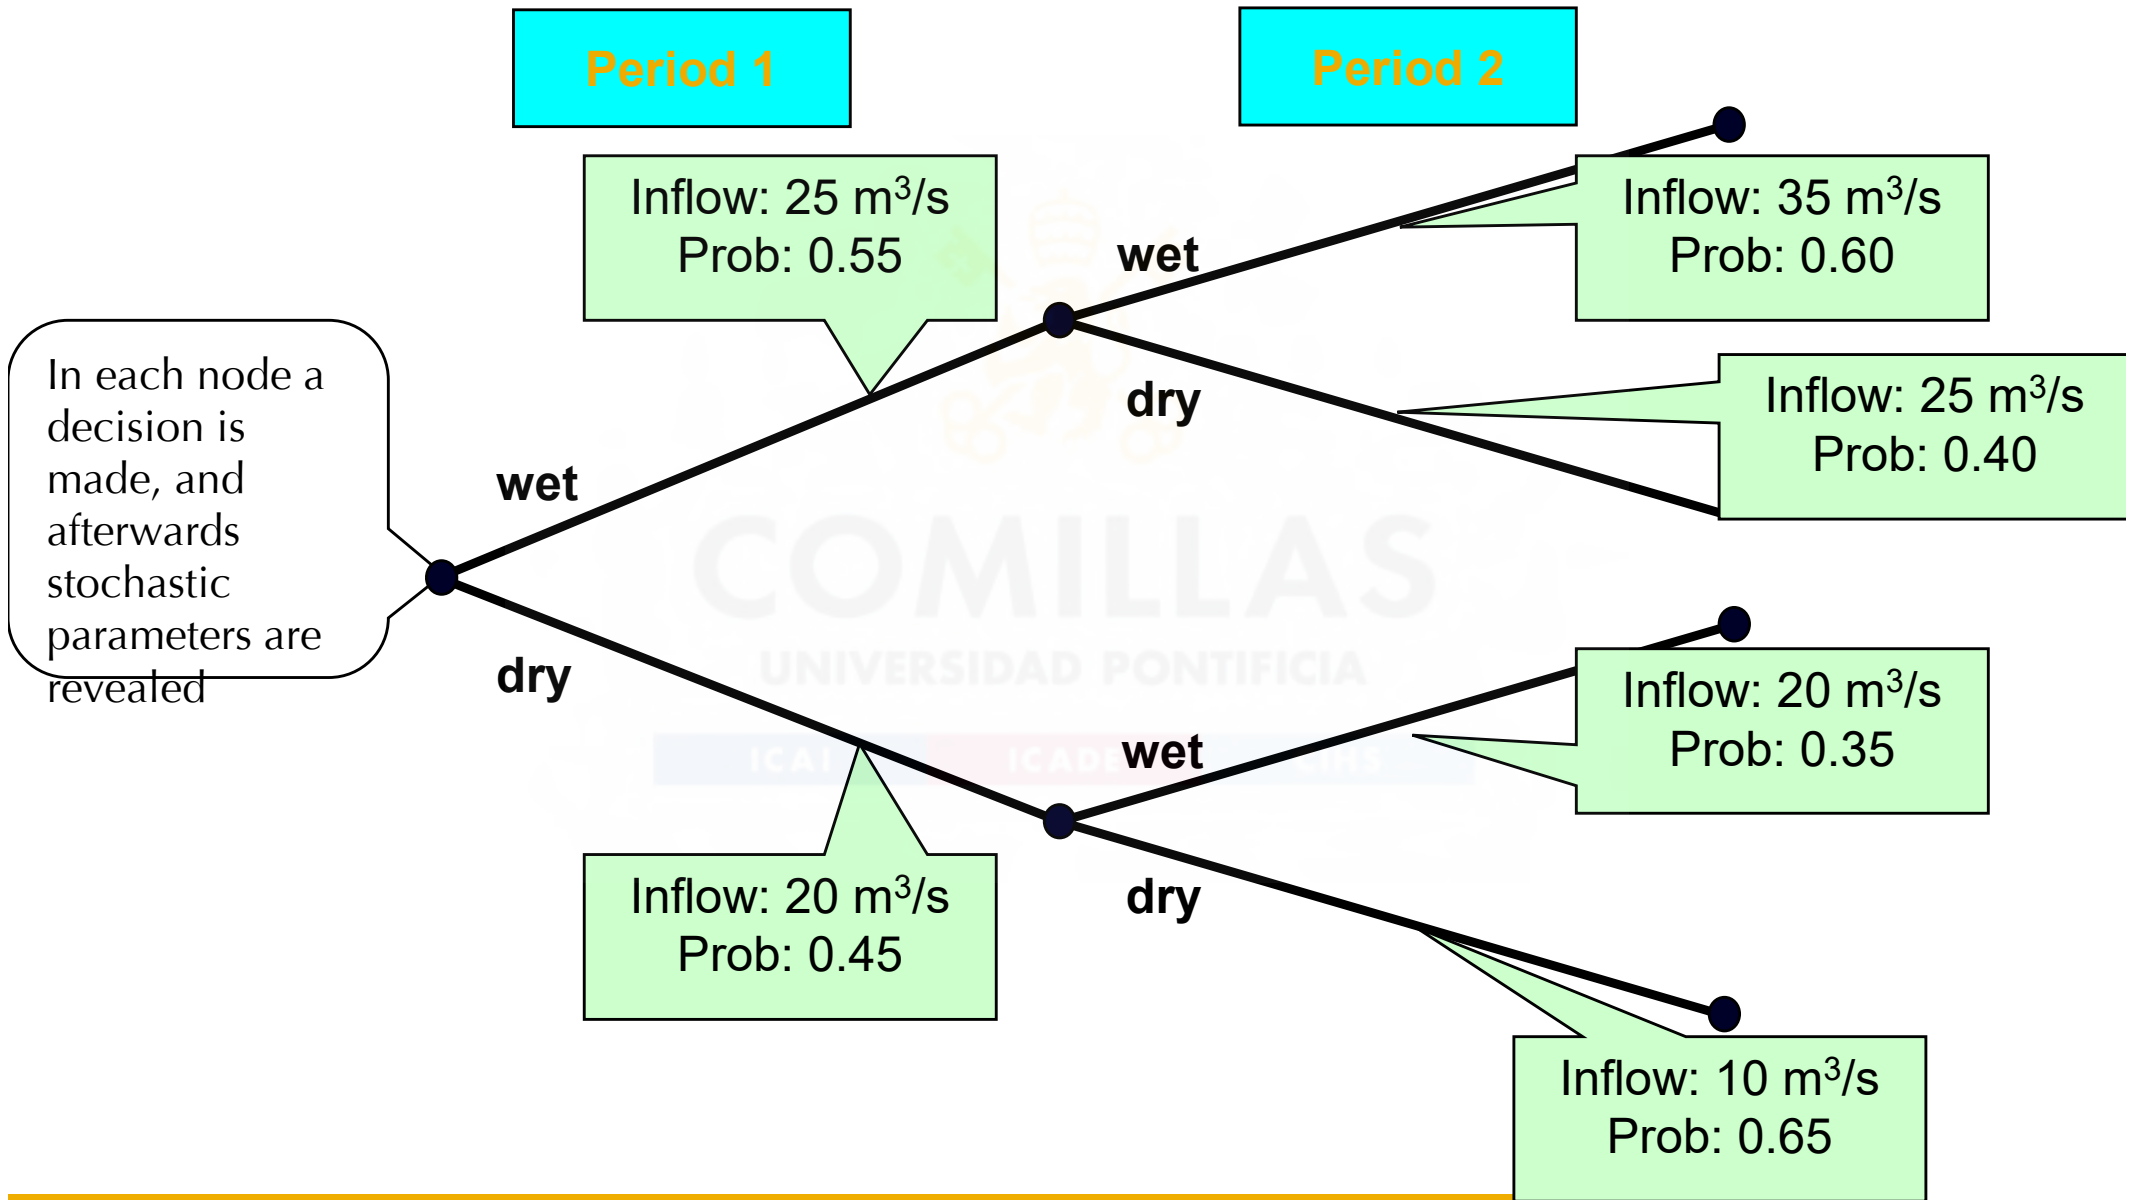 Period 1
Period 2
Inflow: 25 m³/s
Prob: 0.55
Inflow: 35 m³/s
Prob: 0.60
wet
In each node a
decision is
made, and
afterwards
stochastic
parameters are
revealed
dry
Inflow: 25 m³/s
Prob: 0.40
wet
COMILLAS
UNIVERSIDAD PONTIFICIA
ICAI
ICADE
CIHS
dry
wet
Inflow: 20 m³/s
Prob: 0.35
Inflow: 20 m³/s
Prob: 0.45
dry
Inflow: 10 m³/s
Prob: 0.65